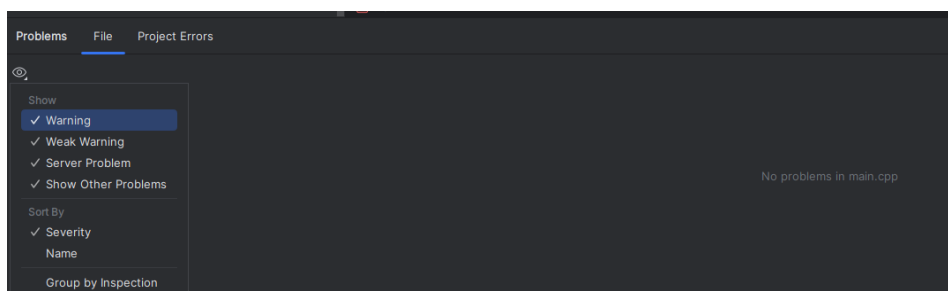 Problems File Project Errors
Show
Warning
Weak Warning
Server Problem
Show Other Problems
No problems in main.cpp
Sort By
Severity
Name
Group by Inspection